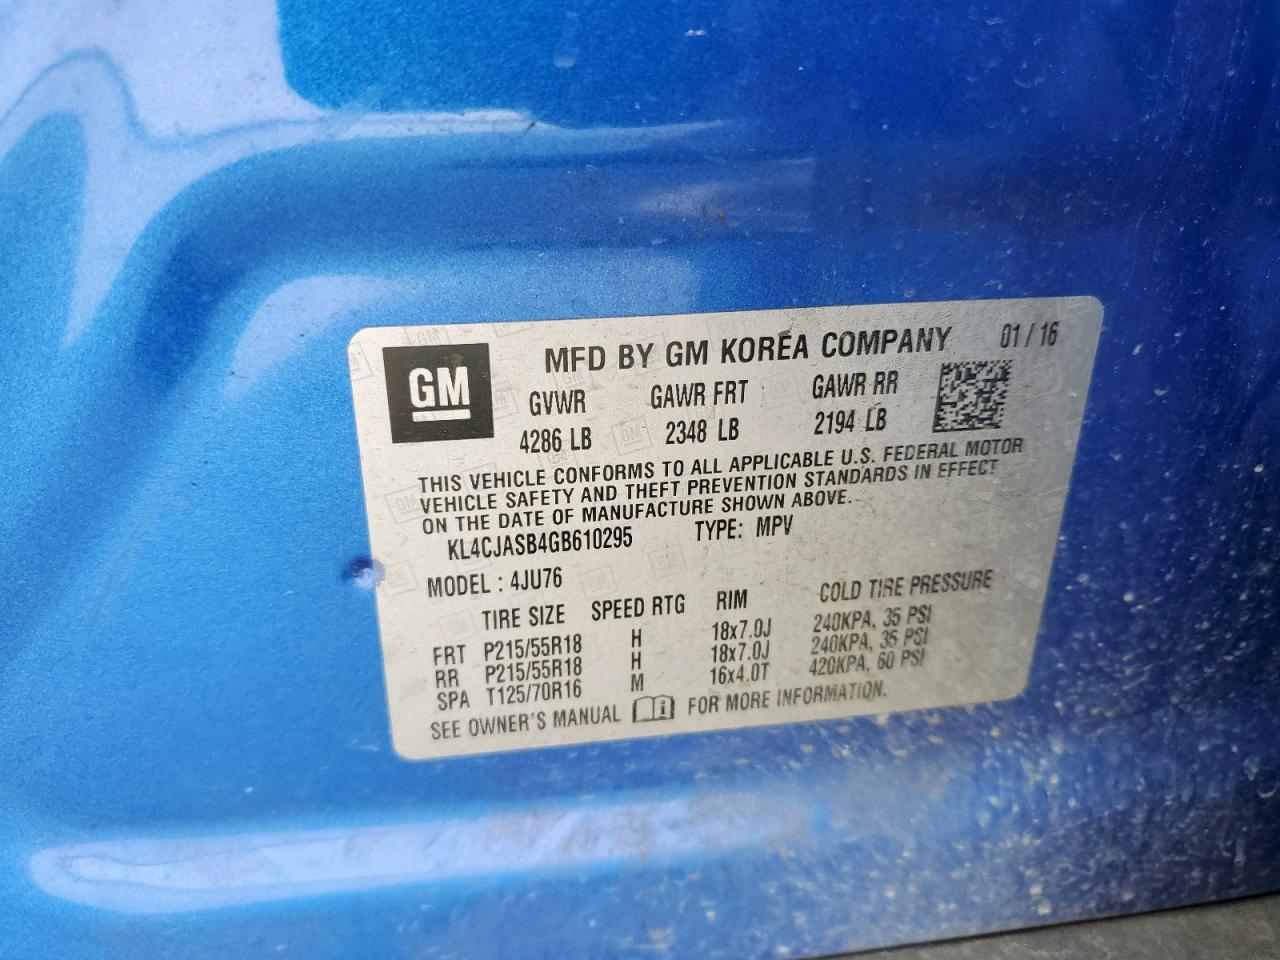 GM
MFD BY GM KOREA COMPANY 01/16
GVWR GAWR FRT GAWR RR
4286 LB 2348 LB 2194 LB
THIS VEHICLE CONFORMS TO ALL APPLICABLE U.S. FEDERAL MOTOR
VEHICLE SAFETY AND THEFT PREVENTION STANDARDS IN EFFECT
ON THE DATE OF MANUFACTURE SHOWN ABOVE.
KL4CJASB4GB610295 TYPE: MPV
MODEL : 4JU76
TIRE SIZE SPEED RTG RIM COLD TIRE PRESSURE
FRT P215/55R18 H 18x7.0J 240KPA, 35 PSI
RR P215/55R18 H 18x7.0J 240KPA, 35 PSI
SPA T125/70R16 M 16x4.0T 420KPA, 60 PSI
SEE OWNER'S MANUAL FOR MORE INFORMATION.